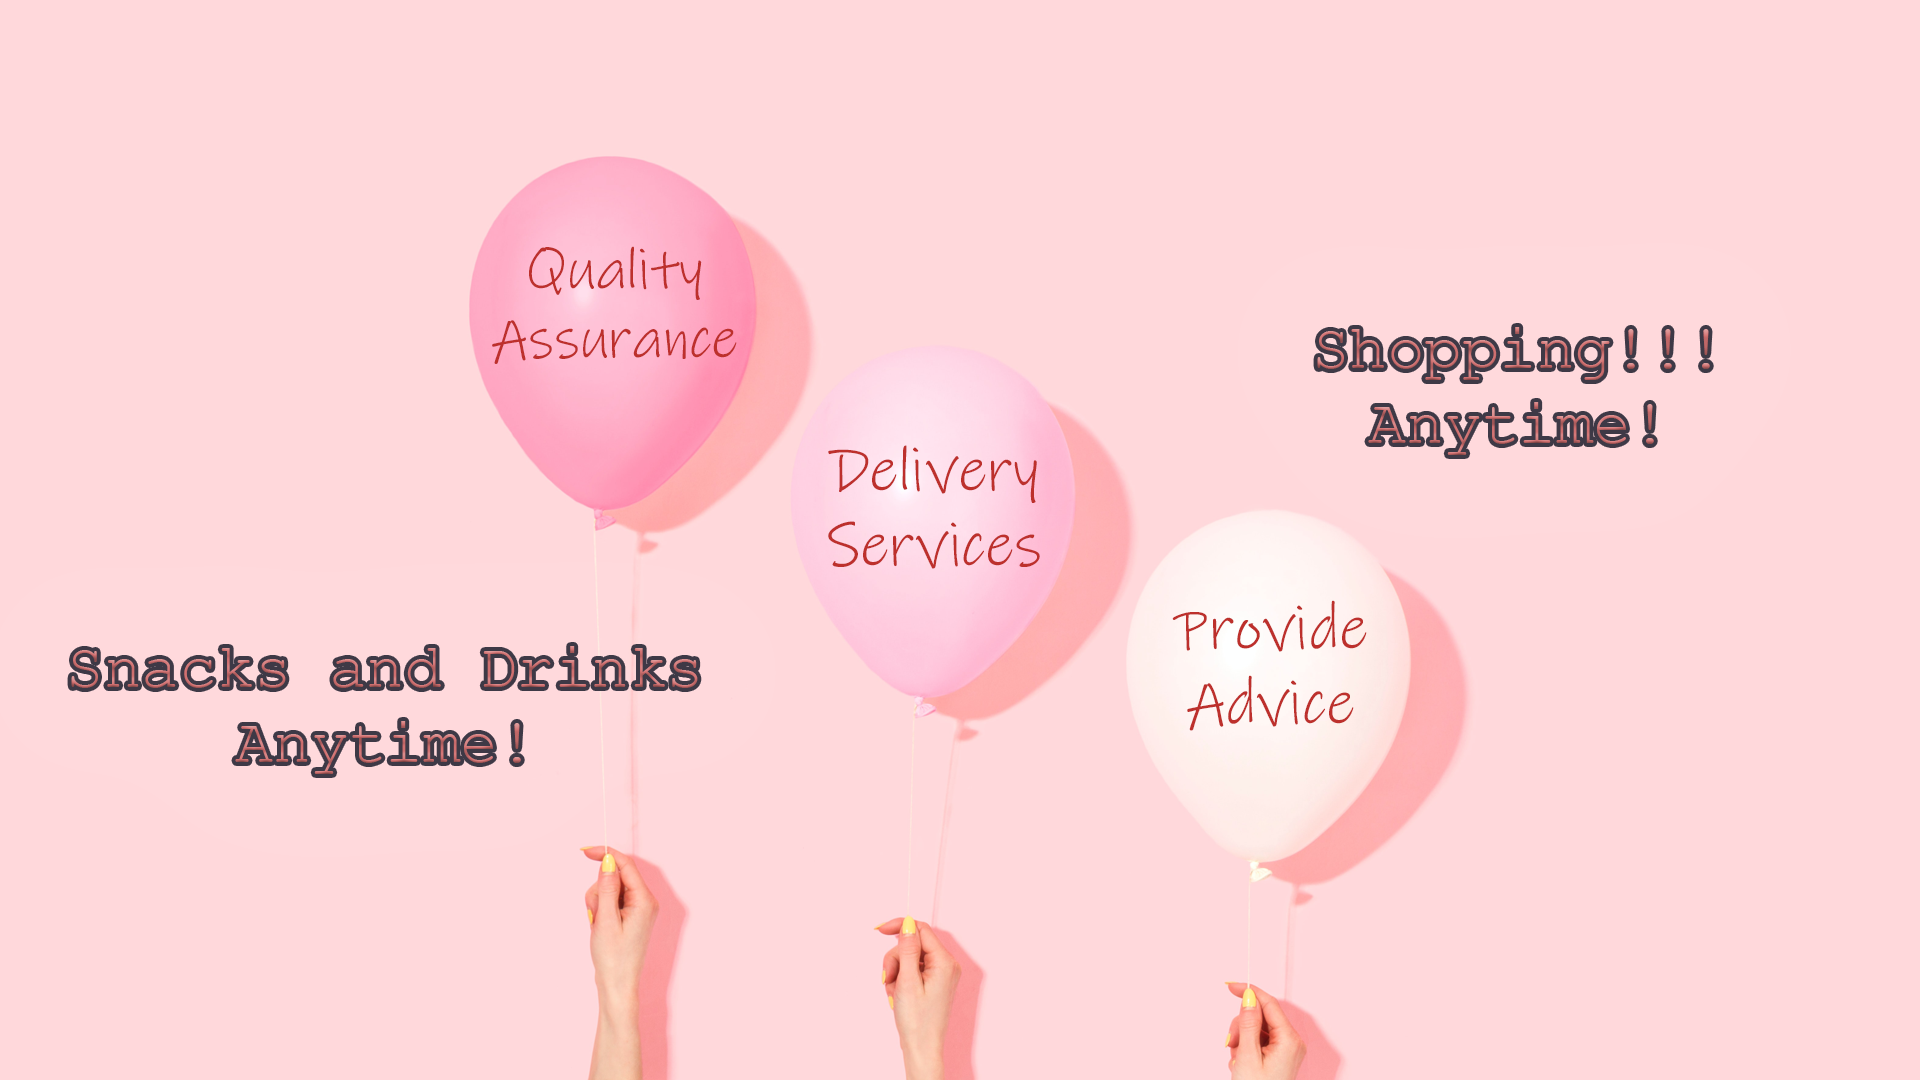 Quality
Assurance
Delivery
Services
Shopping!!!
Anytime!
Provide
Advice
Snacks and Drinks
Anytime!